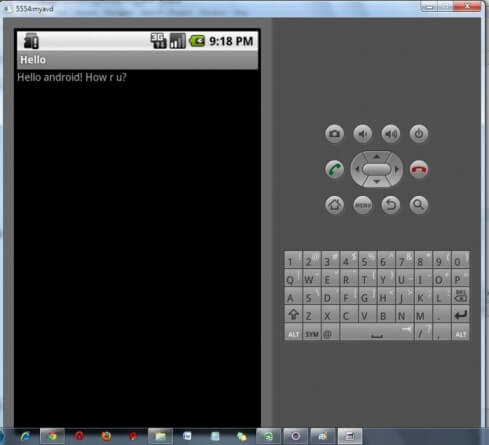 5554:myavd
3G
9:18 PM
Hello
Hello android! How r u?
MENU
1 ! 2 @ 3 # 4 $ 5 % 6 ^ 7 & 8 * 9 ( 0 )
Q W E R T Y U I O P
A S D F G H J K L DEL
Z X C V B N M .
ALT SYM @ / ? , ALT